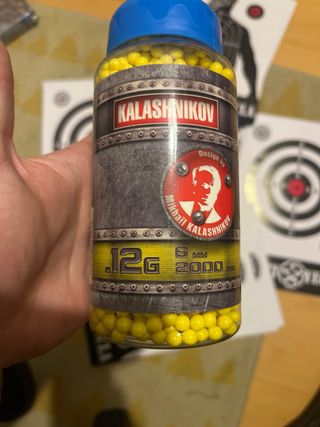 KALASHNIKOV
Design by
Mikhail KALASHNIKOV
.12G
6 MM
2000